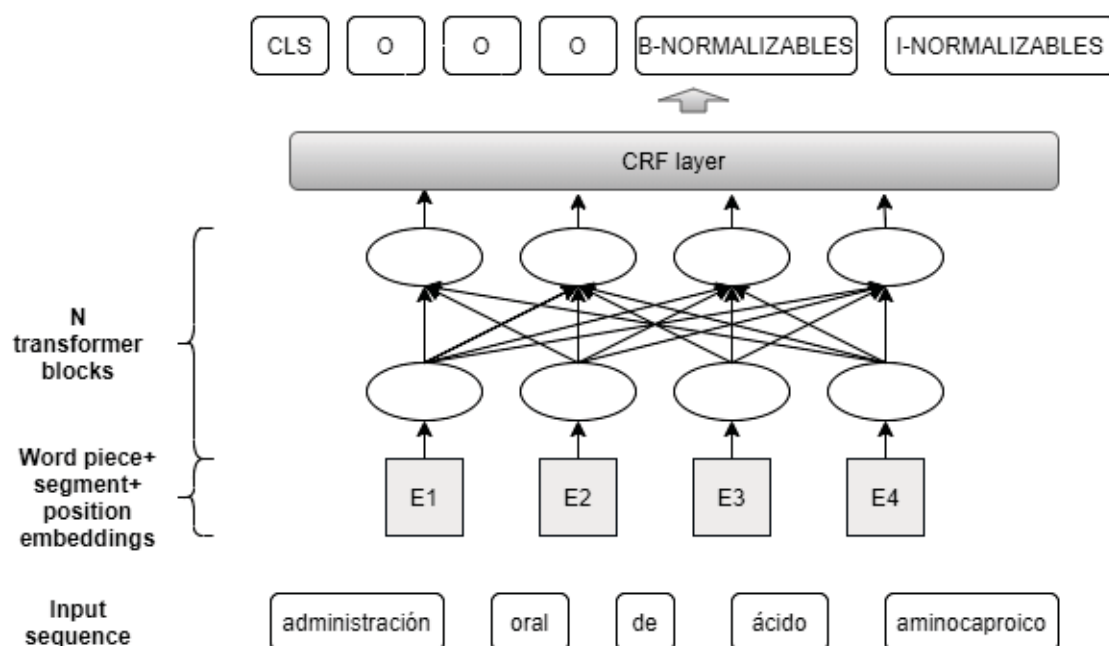 CLS O O O B-NORMALIZABLES I-NORMALIZABLES
CRF layer
N
transformer
blocks
Word piece+
segment+
position
embeddings
E1 E2 E3 E4
Input
sequence
administración oral de ácido aminocaproico